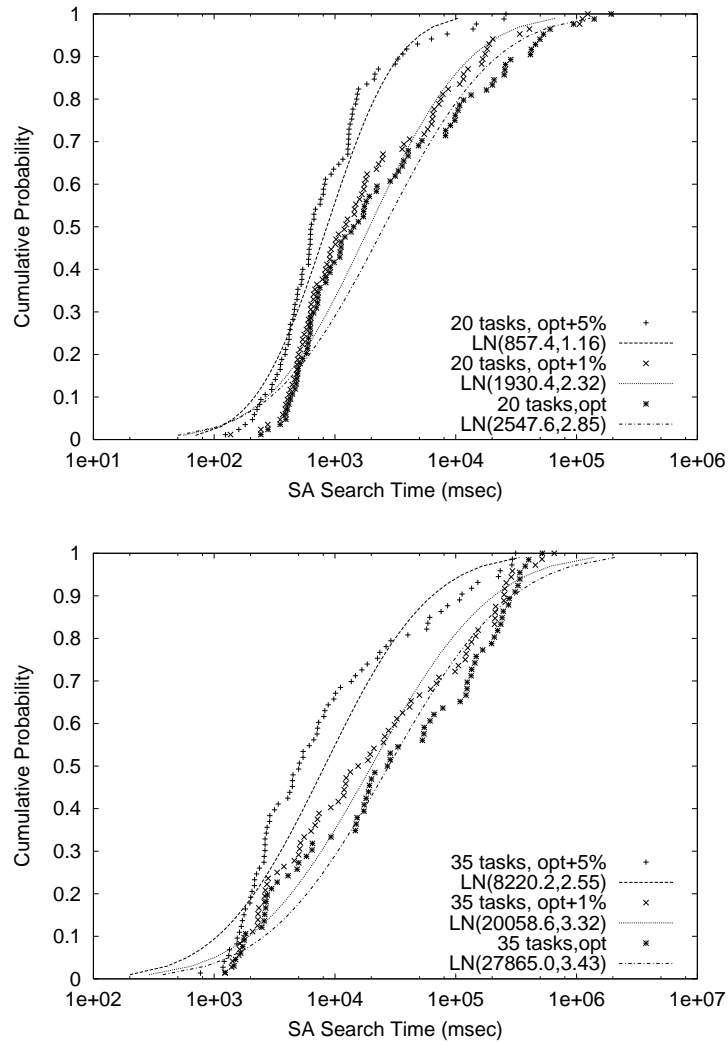 1
0.9
0.8
0.7
0.6
0.5
0.4
0.3
0.2
0.1
0
Cumulative Probability
20 tasks, opt+5%
LN(857.4,1.16)
20 tasks, opt+1%
LN(1930.4,2.32)
20 tasks,opt
LN(2547.6,2.85)
1e+01 1e+02 1e+03 1e+04 1e+05 1e+06
SA Search Time (msec)
1
0.9
0.8
0.7
0.6
0.5
0.4
0.3
0.2
0.1
0
Cumulative Probability
35 tasks, opt+5%
LN(8220.2,2.55)
35 tasks, opt+1%
LN(20058.6,3.32)
35 tasks,opt
LN(27865.0,3.43)
1e+02 1e+03 1e+04 1e+05 1e+06 1e+07
SA Search Time (msec)